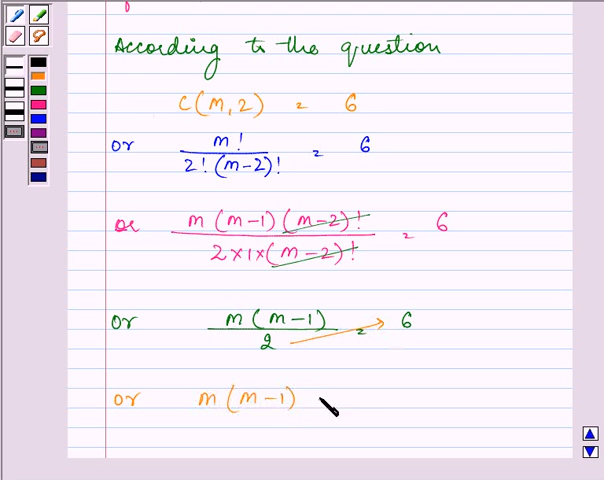 According to the question
C(m,2) = 6
or m! / 2!(m-2)! = 6
or m(m-1)(m-2)! / 2×1×(m-2)! = 6
or m(m-1) / 2 = 6
or m(m-1)